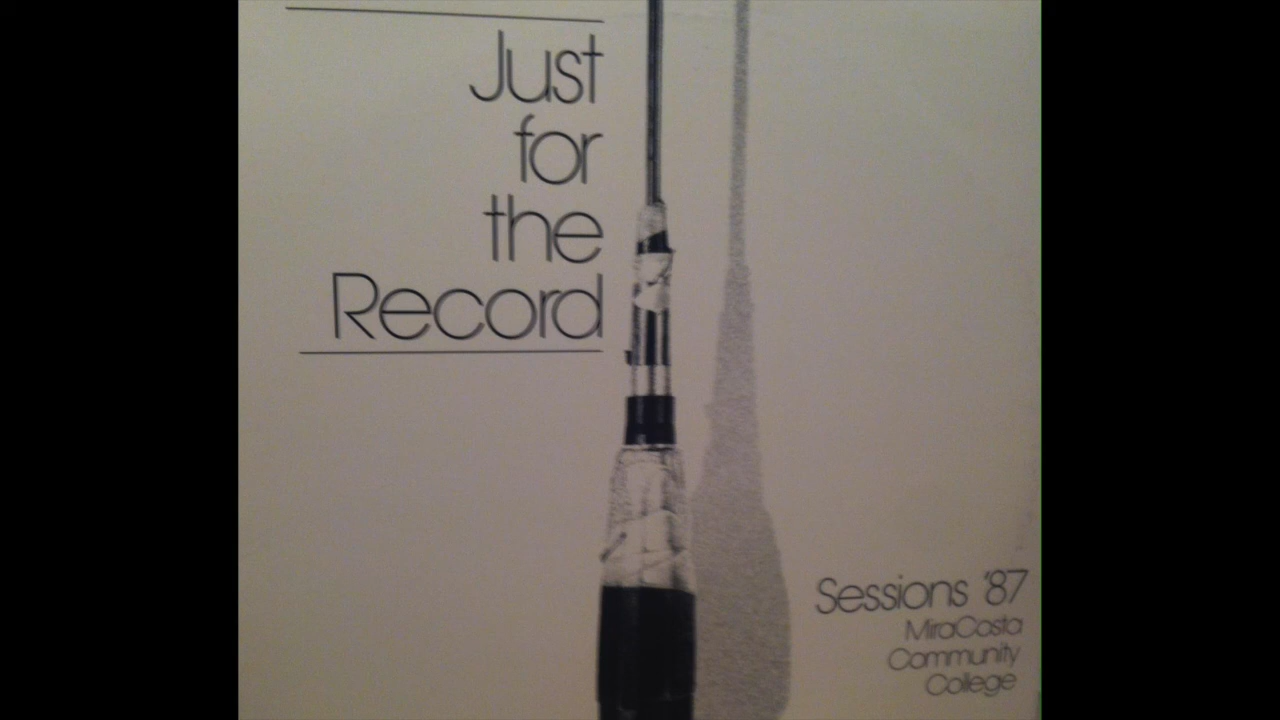 Just
for
the
Record
Sessions '87
MiraCosta
Community
College